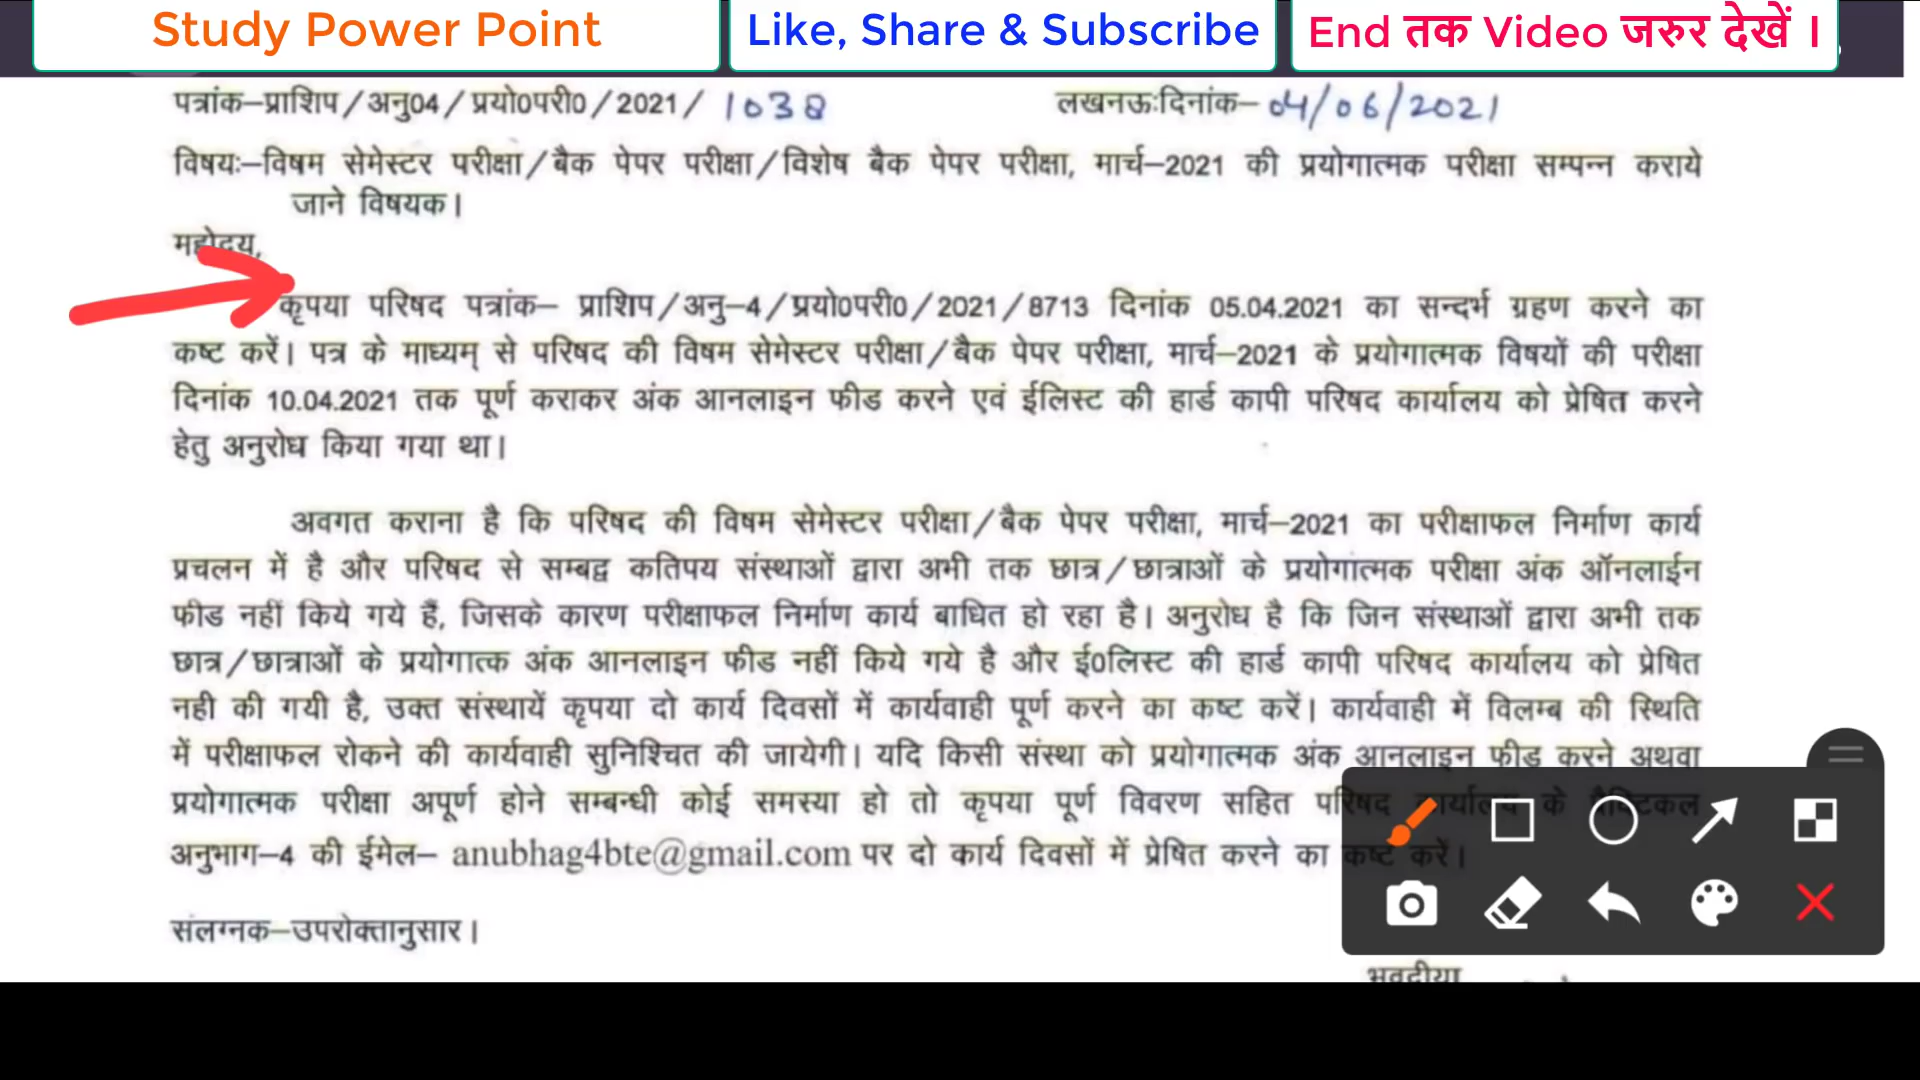 Study Power Point
Like, Share & Subscribe
End तक Video जरुर देखें ।
पत्रांक–प्राशिप/अनु04/प्रयो0परी0/2021/ 1038 लखनऊःदिनांक– 04/06/2021
विषयः–विषम सेमेस्टर परीक्षा/बैक पेपर परीक्षा/विशेष बैक पेपर परीक्षा, मार्च–2021 की प्रयोगात्मक परीक्षा सम्पन्न कराये
जाने विषयक।
महोदय,
कृपया परिषद पत्रांक– प्राशिप/अनु–4/प्रयो0परी0/2021/8713 दिनांक 05.04.2021 का सन्दर्भ ग्रहण करने का
कष्ट करें। पत्र के माध्यम् से परिषद की विषम सेमेस्टर परीक्षा/बैक पेपर परीक्षा, मार्च–2021 के प्रयोगात्मक विषयों की परीक्षा
दिनांक 10.04.2021 तक पूर्ण कराकर अंक आनलाइन फीड करने एवं ईलिस्ट की हार्ड कापी परिषद कार्यालय को प्रेषित करने
हेतु अनुरोध किया गया था।
अवगत कराना है कि परिषद की विषम सेमेस्टर परीक्षा/बैक पेपर परीक्षा, मार्च–2021 का परीक्षाफल निर्माण कार्य
प्रचलन में है और परिषद से सम्बद्व कतिपय संस्थाओं द्वारा अभी तक छात्र/छात्राओं के प्रयोगात्मक परीक्षा अंक ऑनलाईन
फीड नहीं किये गये हैं, जिसके कारण परीक्षाफल निर्माण कार्य बाधित हो रहा है। अनुरोध है कि जिन संस्थाओं द्वारा अभी तक
छात्र/छात्राओं के प्रयोगात्क अंक आनलाइन फीड नहीं किये गये है और ई0लिस्ट की हार्ड कापी परिषद कार्यालय को प्रेषित
नही की गयी है, उक्त संस्थायें कृपया दो कार्य दिवसों में कार्यवाही पूर्ण करने का कष्ट करें। कार्यवाही में विलम्ब की स्थिति
में परीक्षाफल रोकने की कार्यवाही सुनिश्चित की जायेगी। यदि किसी संस्था को प्रयोगात्मक अंक आनलाइन फीड करने अथवा
प्रयोगात्मक परीक्षा अपूर्ण होने सम्बन्धी कोई समस्या हो तो कृपया पूर्ण विवरण सहित परिषद कार्यालय के प्रैक्टिकल
अनुभाग–4 की ईमेल– anubhag4bte@gmail.com पर दो कार्य दिवसों में प्रेषित करने का कष्ट करें।
संलग्नक–उपरोक्तानुसार।
भवदीया